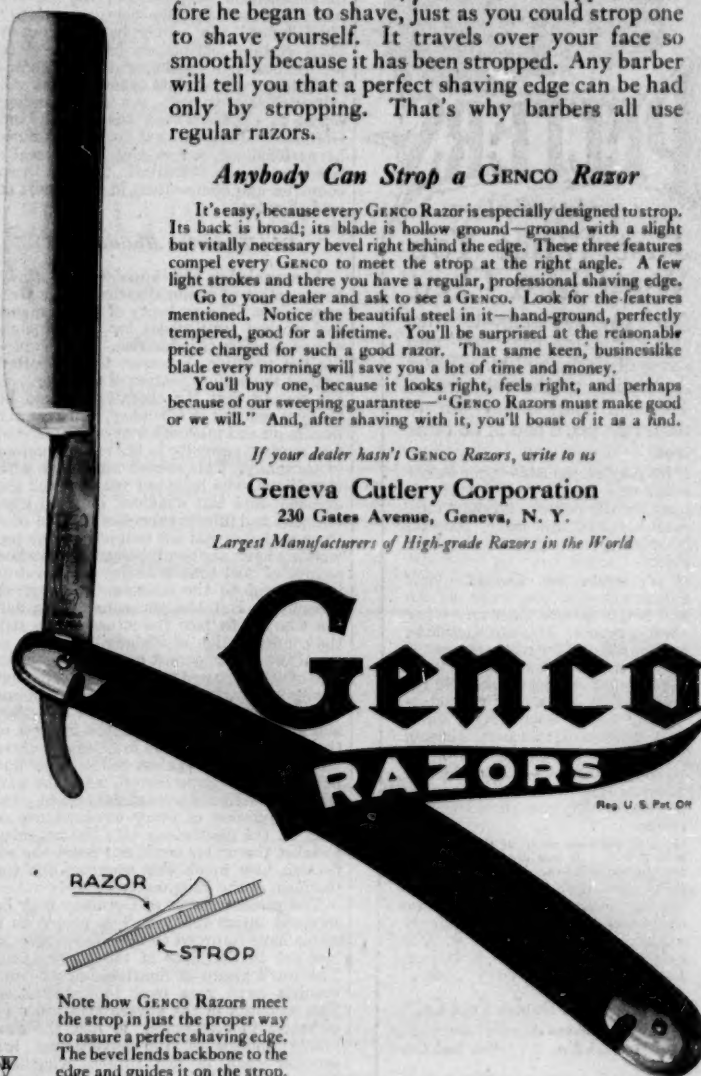 fore he began to shave, just as you could strop one
to shave yourself. It travels over your face so
smoothly because it has been stropped. Any barber
will tell you that a perfect shaving edge can be had
only by stropping. That's why barbers all use
regular razors.
Anybody Can Strop a GENCO Razor
It's easy, because every GENCO Razor is especially designed to strop.
Its back is broad; its blade is hollow ground—ground with a slight
but vitally necessary bevel right behind the edge. These three features
compel every GENCO to meet the strop at the right angle. A few
light strokes and there you have a regular, professional shaving edge.
Go to your dealer and ask to see a GENCO. Look for the features
mentioned. Notice the beautiful steel in it—hand-ground, perfectly
tempered, good for a lifetime. You'll be surprised at the reasonable
price charged for such a good razor. That same keen, businesslike
blade every morning will save you a lot of time and money.
You'll buy one, because it looks right, feels right, and perhaps
because of our sweeping guarantee—"GENCO Razors must make good
or we will." And, after shaving with it, you'll boast of it as a find.
If your dealer hasn't GENCO Razors, write to us
Geneva Cutlery Corporation
230 Gates Avenue, Geneva, N. Y.
Largest Manufacturers of High-grade Razors in the World
Genco
RAZORS
Reg. U. S. Pat. Off
RAZOR
STROP
Note how GENCO Razors meet
the strop in just the proper way
to assure a perfect shaving edge.
The bevel lends backbone to the
edge and guides it on the strop.